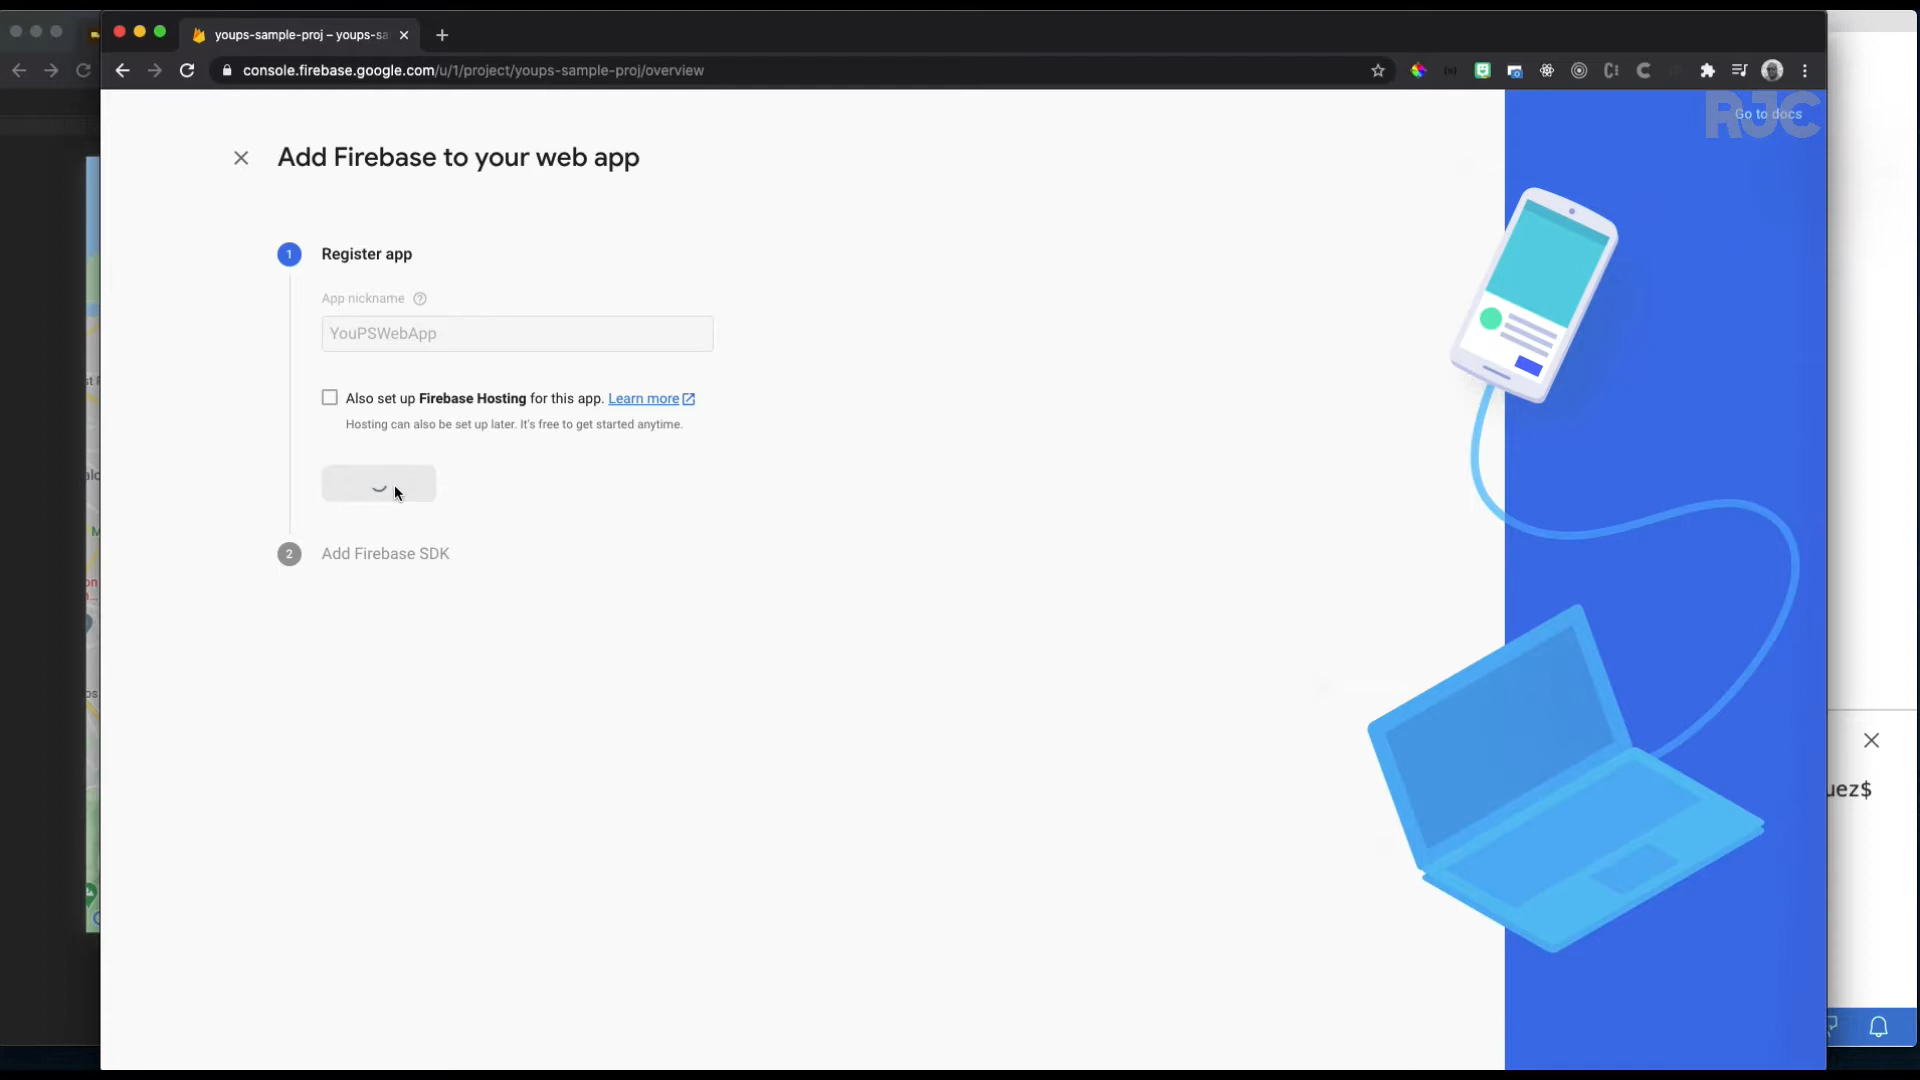 youps-sample-proj – youps-sa
console.firebase.google.com/u/1/project/youps-sample-proj/overview
RJC
Go to docs
Add Firebase to your web app
1
Register app
App nickname
YouPSWebApp
Also set up Firebase Hosting for this app. Learn more
Hosting can also be set up later. It's free to get started anytime.
2
Add Firebase SDK
uez$